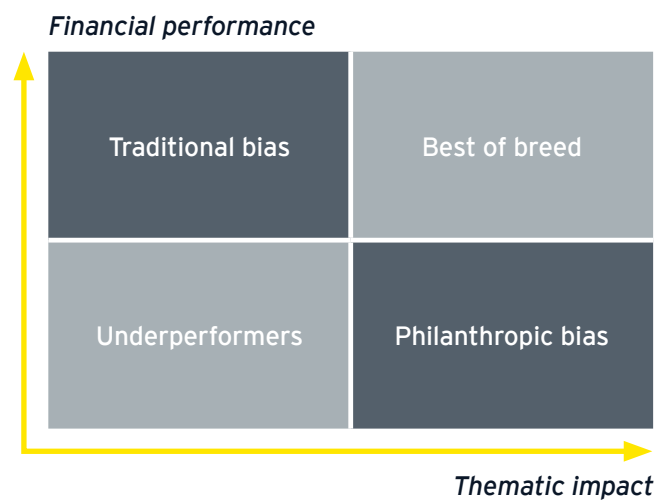 Financial performance
Traditional bias
Best of breed
Underperformers
Philanthropic bias
Thematic impact